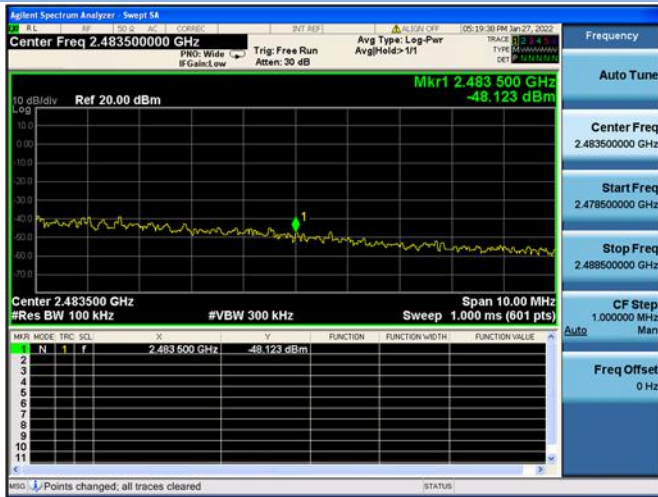 Agilent Spectrum Analyzer - Swept SA
RL RF 50 Ω AC CORREC INT REF ALIGN OFF 05:19:38 PM Jan 27, 2022
Center Freq 2.483500000 GHz
PNO: Wide
IFGain:Low
Trig: Free Run
Atten: 30 dB
Avg Type: Log-Pwr
Avg|Hold:>1/1
TRACE 1 2 3 4 5 6
TYPE M
DET P N N N N N
Mkr1 2.483 500 GHz
-48.123 dBm
10 dB/div Ref 20.00 dBm
Log
10.0
0.00
-10.0
-20.0
-30.0
-40.0
-50.0
-60.0
-70.0
1
Center 2.483500 GHz Span 10.00 MHz
#Res BW 100 kHz #VBW 300 kHz Sweep 1.000 ms (601 pts)
MKR MODE TRC SCL X Y FUNCTION FUNCTION WIDTH FUNCTION VALUE
1 N 1 f 2.483 500 GHz -48.123 dBm
2
3
4
5
6
7
8
9
10
11
MSG Points changed; all traces cleared STATUS
Frequency
Auto Tune
Center Freq
2.483500000 GHz
Start Freq
2.478500000 GHz
Stop Freq
2.488500000 GHz
CF Step
1.000000 MHz
Auto Man
Freq Offset
0 Hz